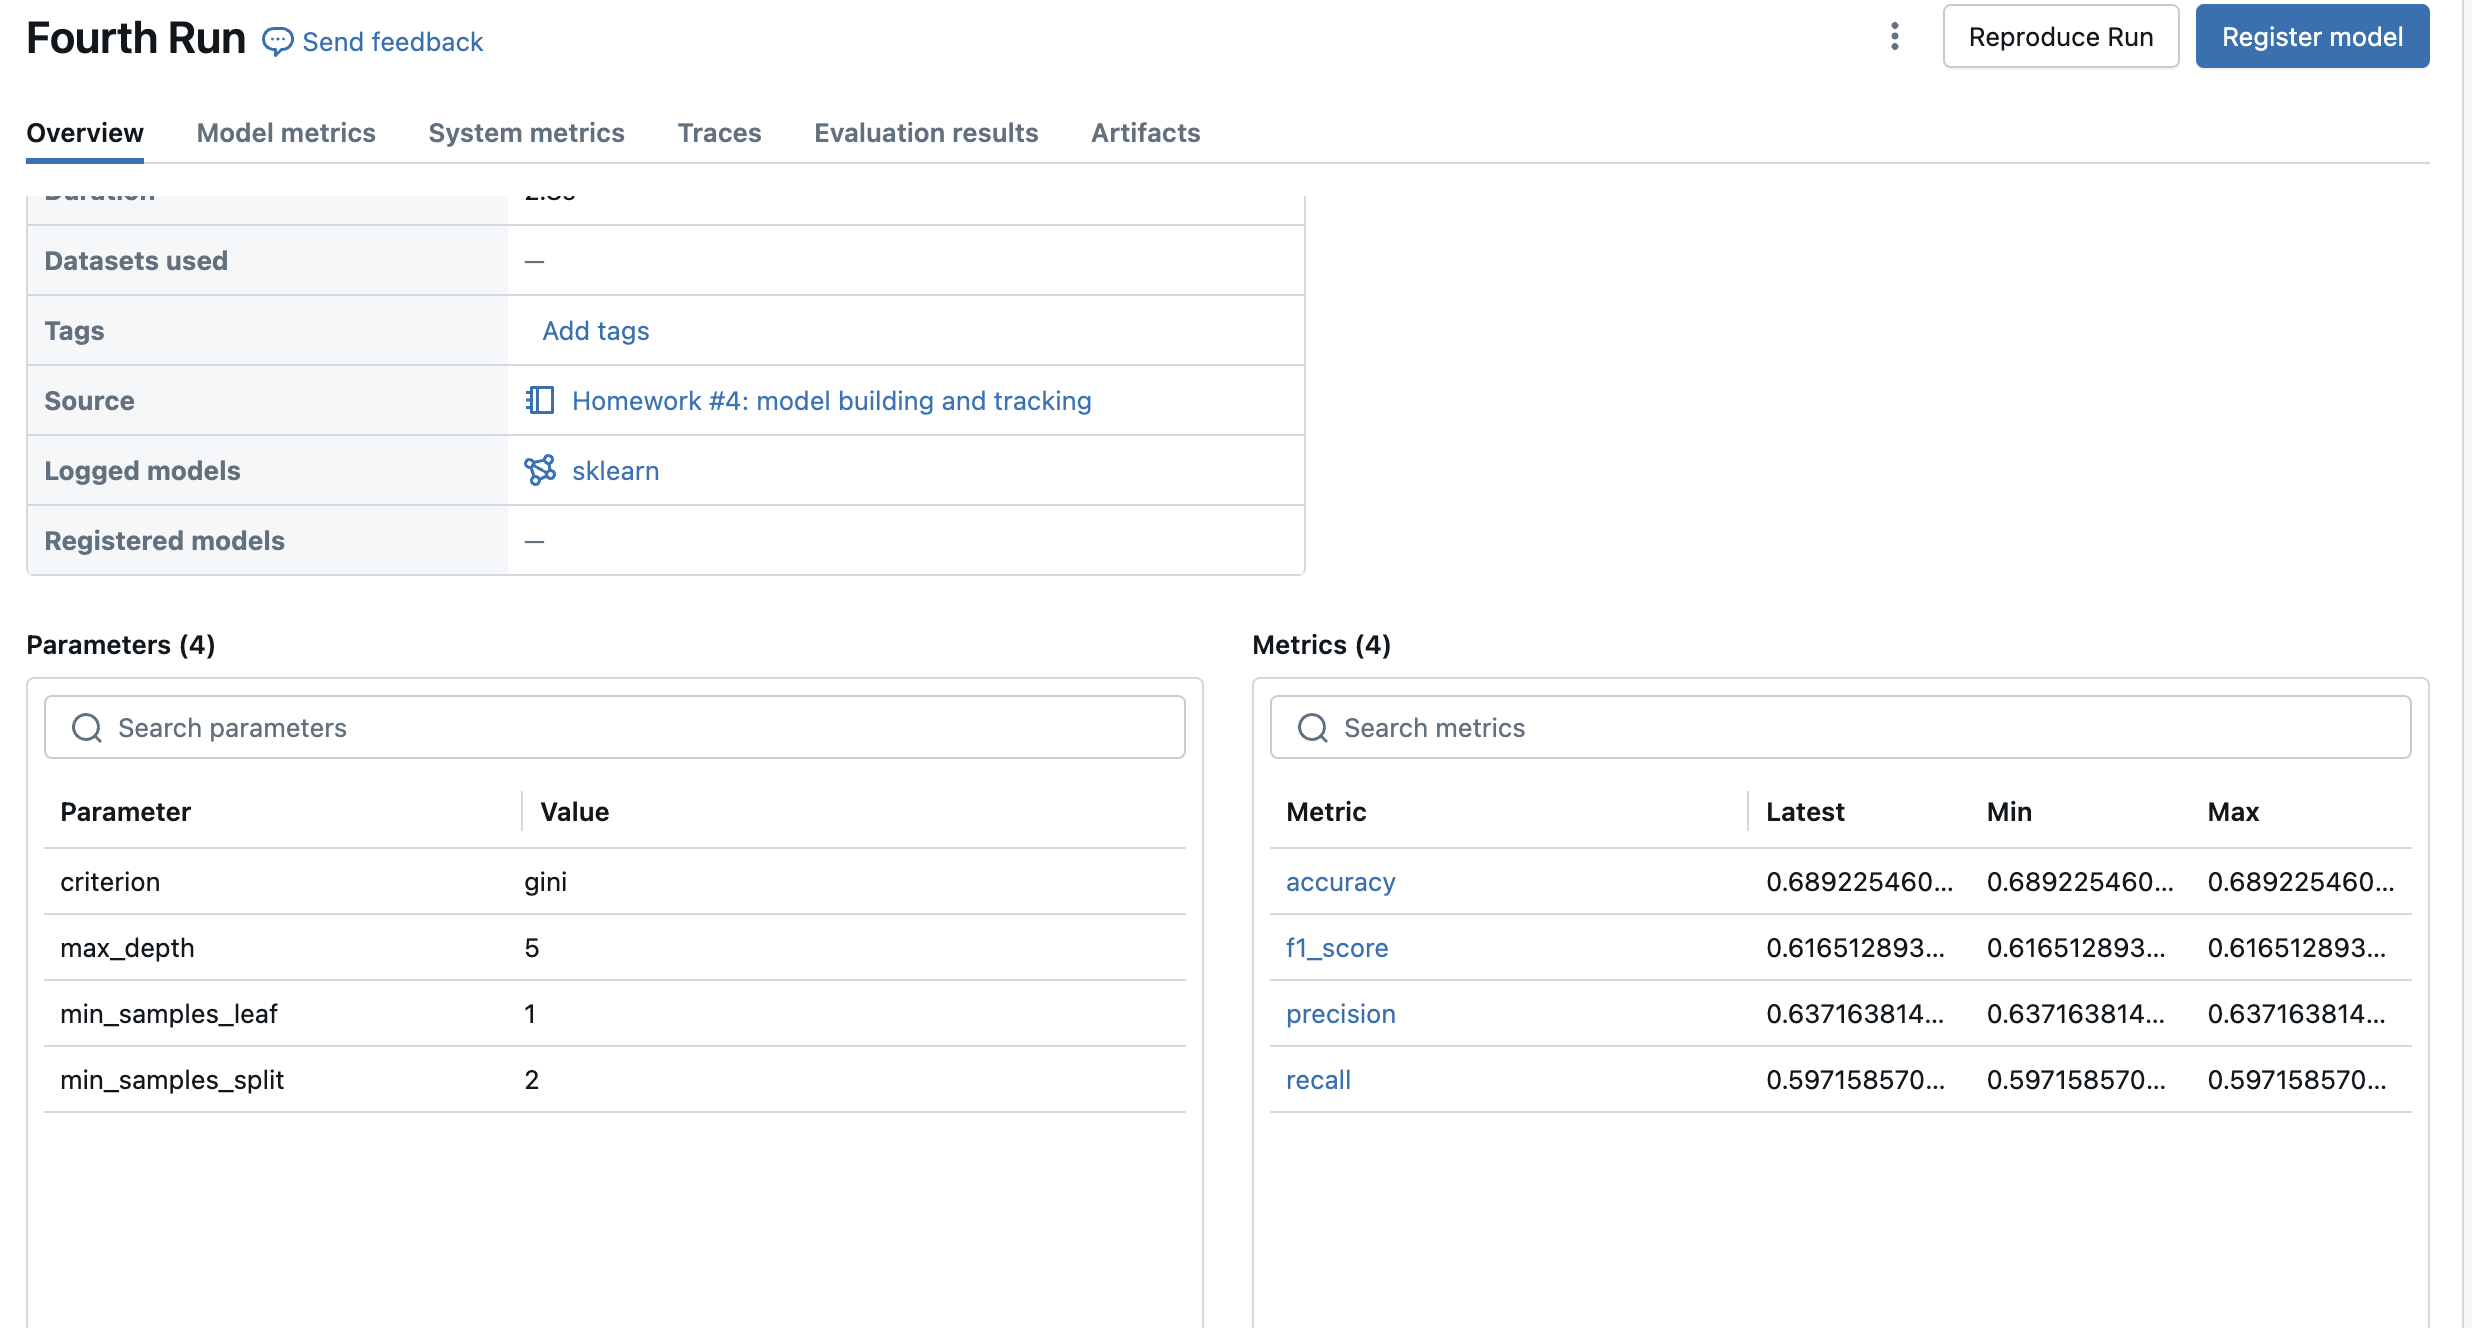 Fourth Run Send feedback
Reproduce Run
Register model
Overview Model metrics System metrics Traces Evaluation results Artifacts
Duration
Datasets used —
Tags Add tags
Source Homework #4: model building and tracking
Logged models sklearn
Registered models —
Parameters (4)
Search parameters
Parameter Value
criterion gini
max_depth 5
min_samples_leaf 1
min_samples_split 2
Metrics (4)
Search metrics
Metric Latest Min Max
accuracy 0.689225460... 0.689225460... 0.689225460...
f1_score 0.616512893... 0.616512893... 0.616512893...
precision 0.637163814... 0.637163814... 0.637163814...
recall 0.597158570... 0.597158570... 0.597158570...